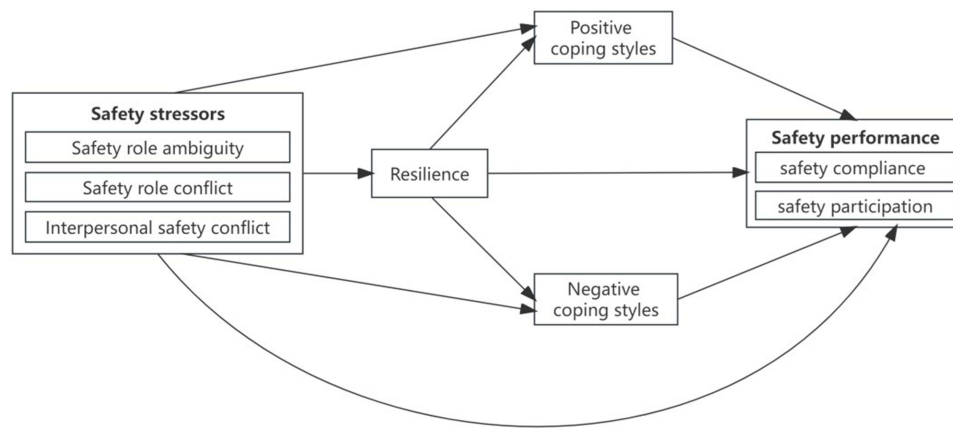 Positive
coping styles
Safety stressors
Safety role ambiguity
Safety role conflict
Interpersonal safety conflict
Resilience
Safety performance
safety compliance
safety participation
Negative
coping styles